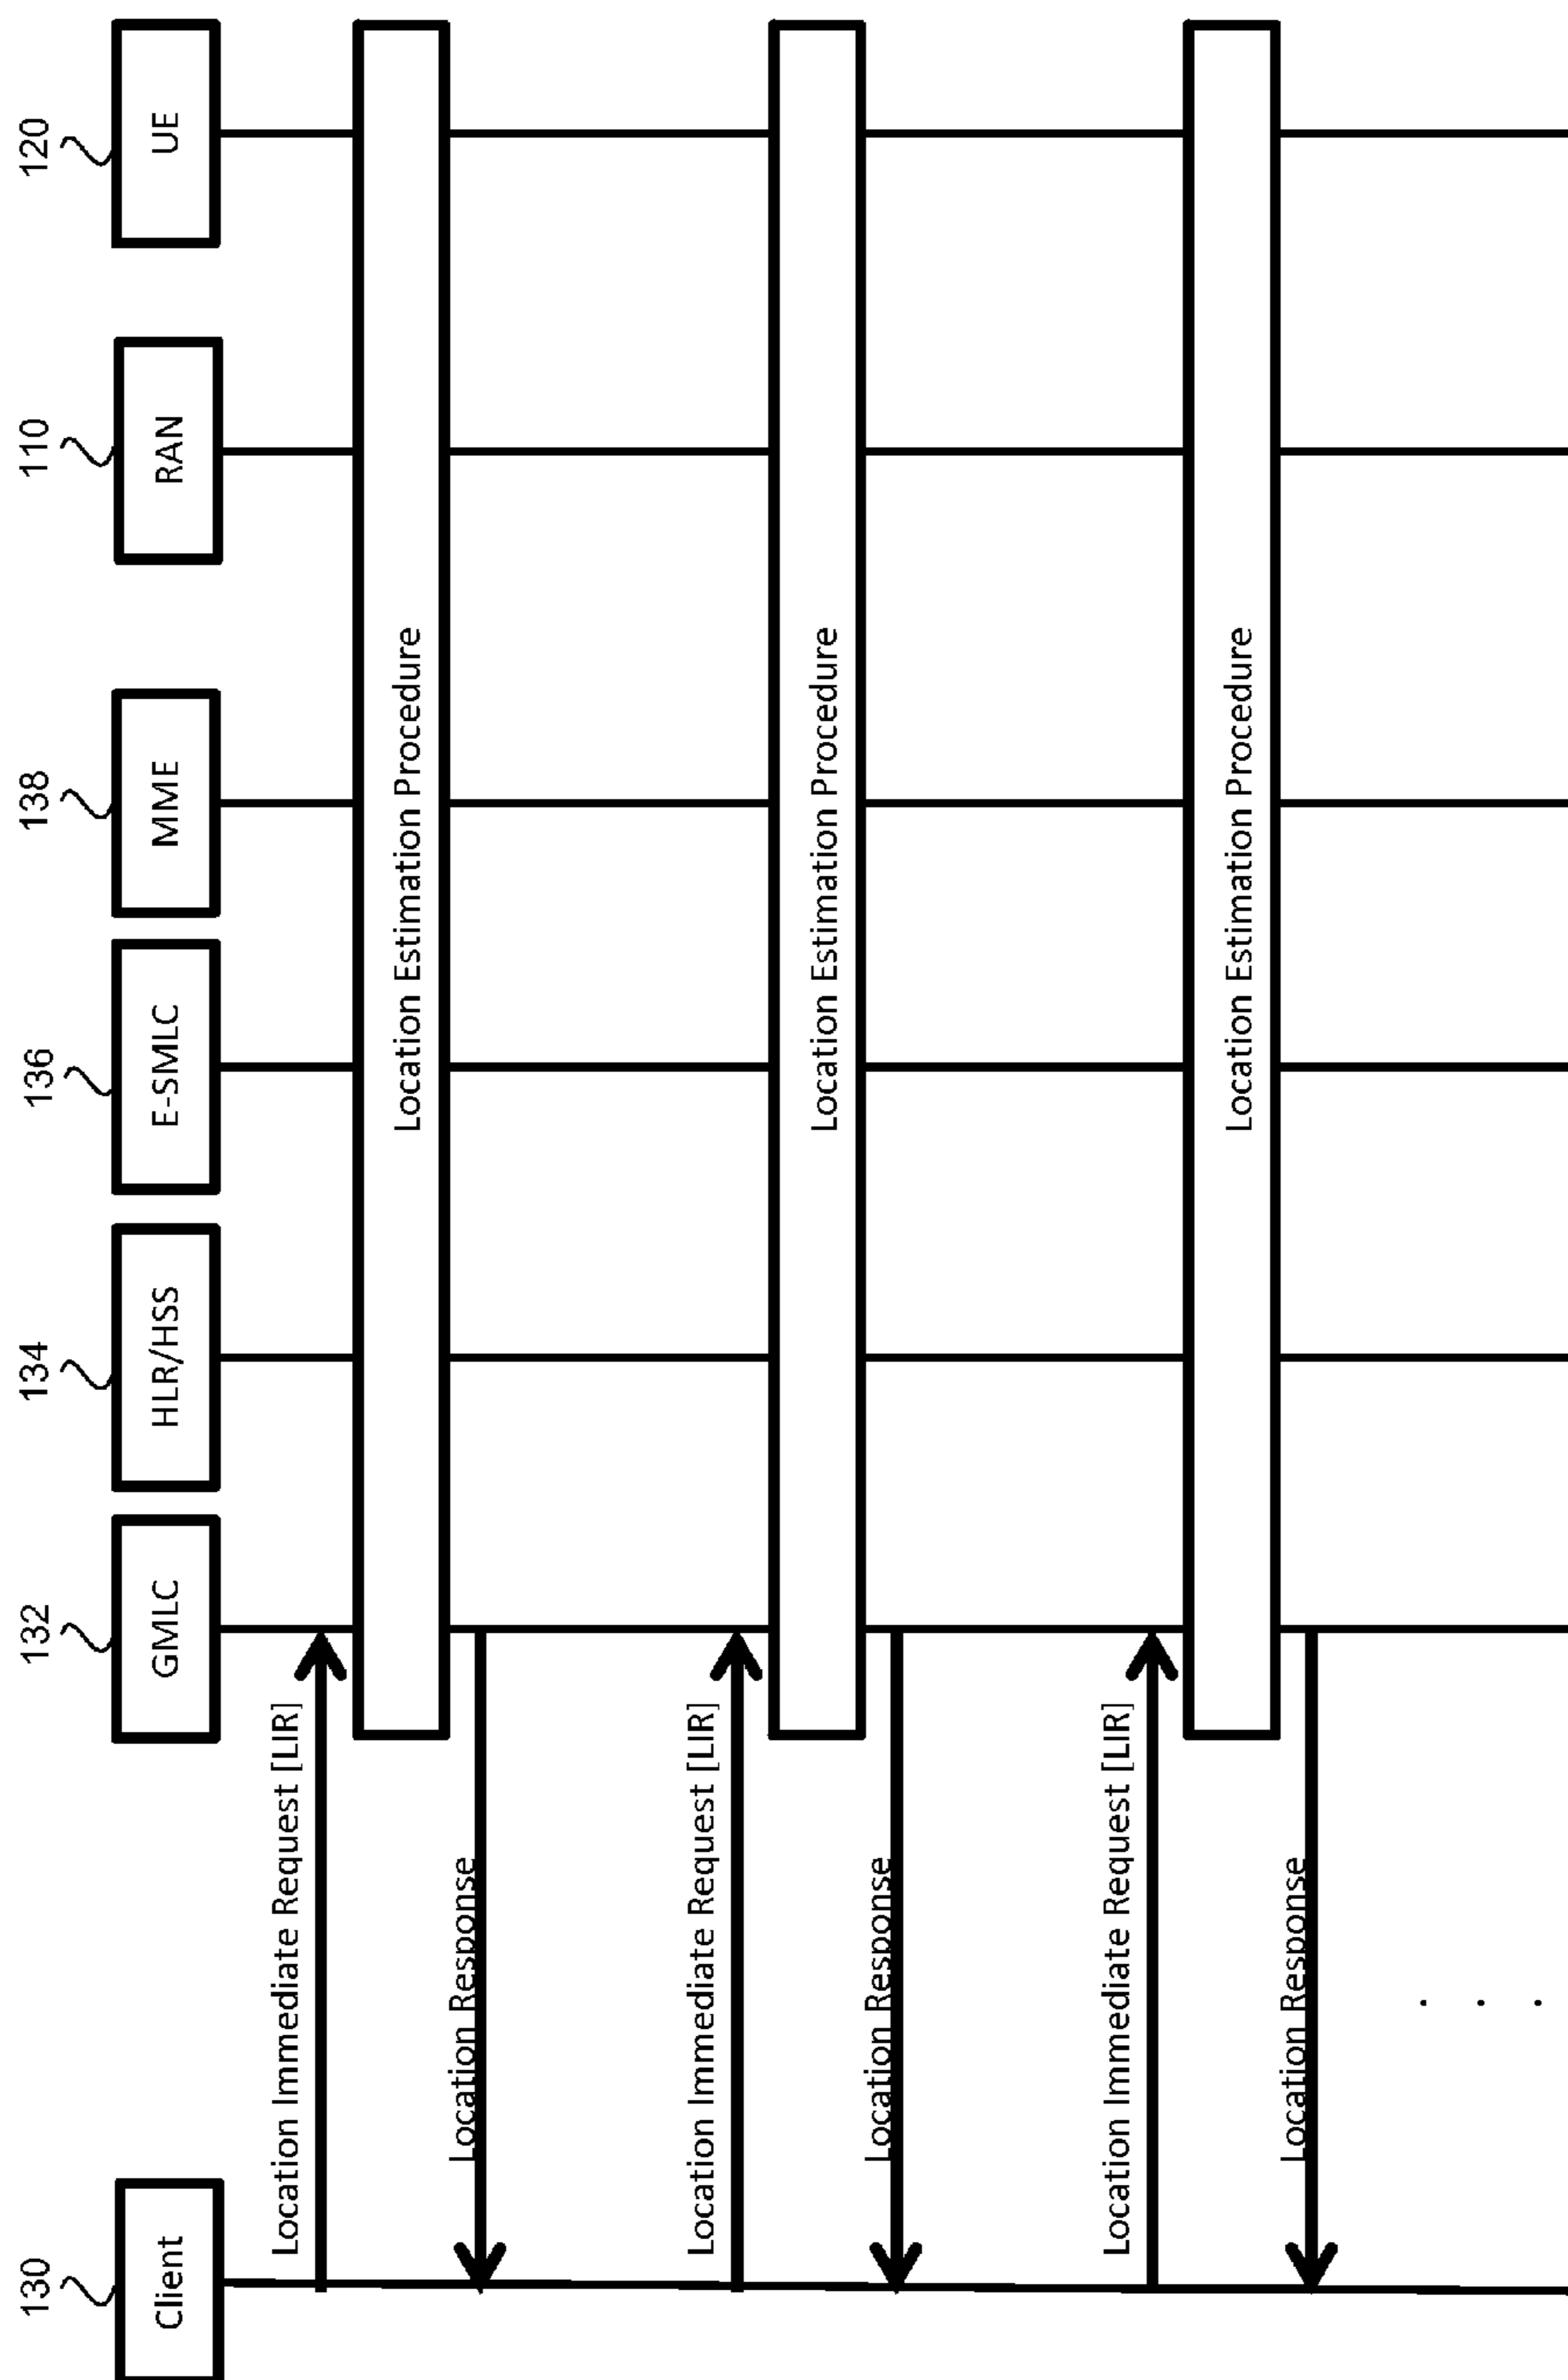 130
132
134
136
138
110
120
Client
GMLC
HLR/HSS
E-SMLC
MME
RAN
UE
Location Immediate Request [LIR]
Location Estimation Procedure
Location Response
Location Immediate Request [LIR]
Location Estimation Procedure
Location Response
Location Immediate Request [LIR]
Location Estimation Procedure
Location Response
. . .